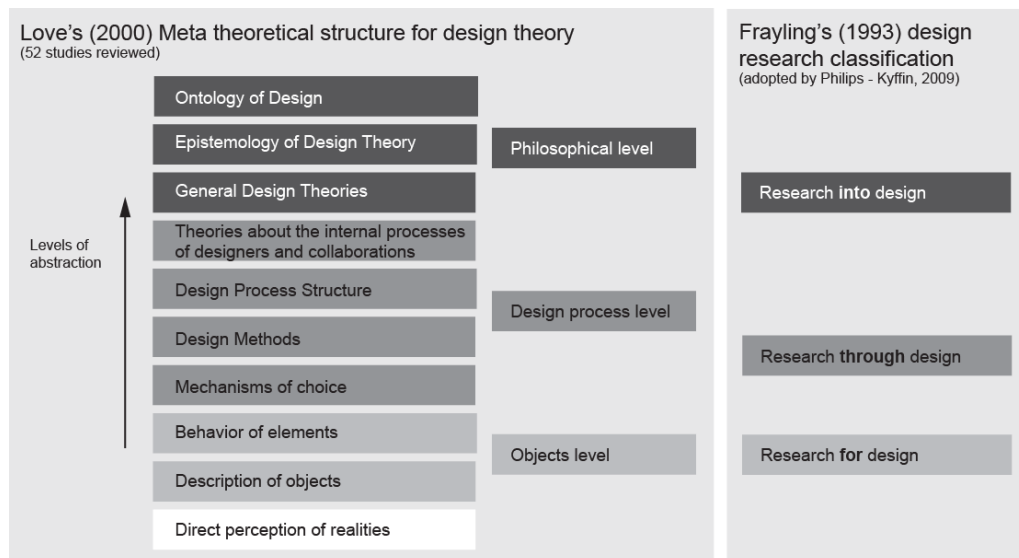 Love's (2000) Meta theoretical structure for design theory
(52 studies reviewed)
Ontology of Design
Epistemology of Design Theory
General Design Theories
Theories about the internal processes
of designers and collaborations
Design Process Structure
Design Methods
Mechanisms of choice
Behavior of elements
Description of objects
Direct perception of realities
Levels of
abstraction
Philosophical level
Design process level
Objects level
Frayling's (1993) design
research classification
(adopted by Philips - Kyffin, 2009)
Research into design
Research through design
Research for design